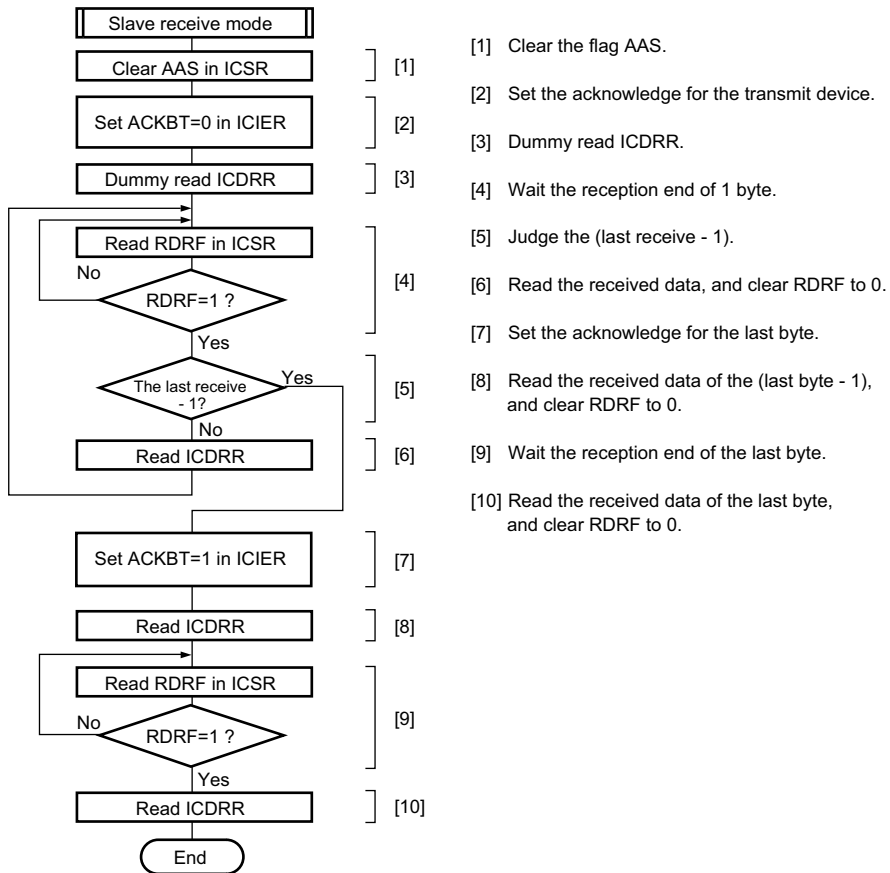 Slave receive mode
Clear AAS in ICSR
[1]
Set ACKBT=0 in ICIER
[2]
Dummy read ICDRR
[3]
Read RDRF in ICSR
No
RDRF=1 ?
[4]
Yes
The last receive
- 1?
Yes
[5]
No
Read ICDRR
[6]
Set ACKBT=1 in ICIER
[7]
Read ICDRR
[8]
Read RDRF in ICSR
No
RDRF=1 ?
[9]
Yes
Read ICDRR
[10]
End
[1] Clear the flag AAS.
[2] Set the acknowledge for the transmit device.
[3] Dummy read ICDRR.
[4] Wait the reception end of 1 byte.
[5] Judge the (last receive - 1).
[6] Read the received data, and clear RDRF to 0.
[7] Set the acknowledge for the last byte.
[8] Read the received data of the (last byte - 1),
and clear RDRF to 0.
[9] Wait the reception end of the last byte.
[10] Read the received data of the last byte,
and clear RDRF to 0.